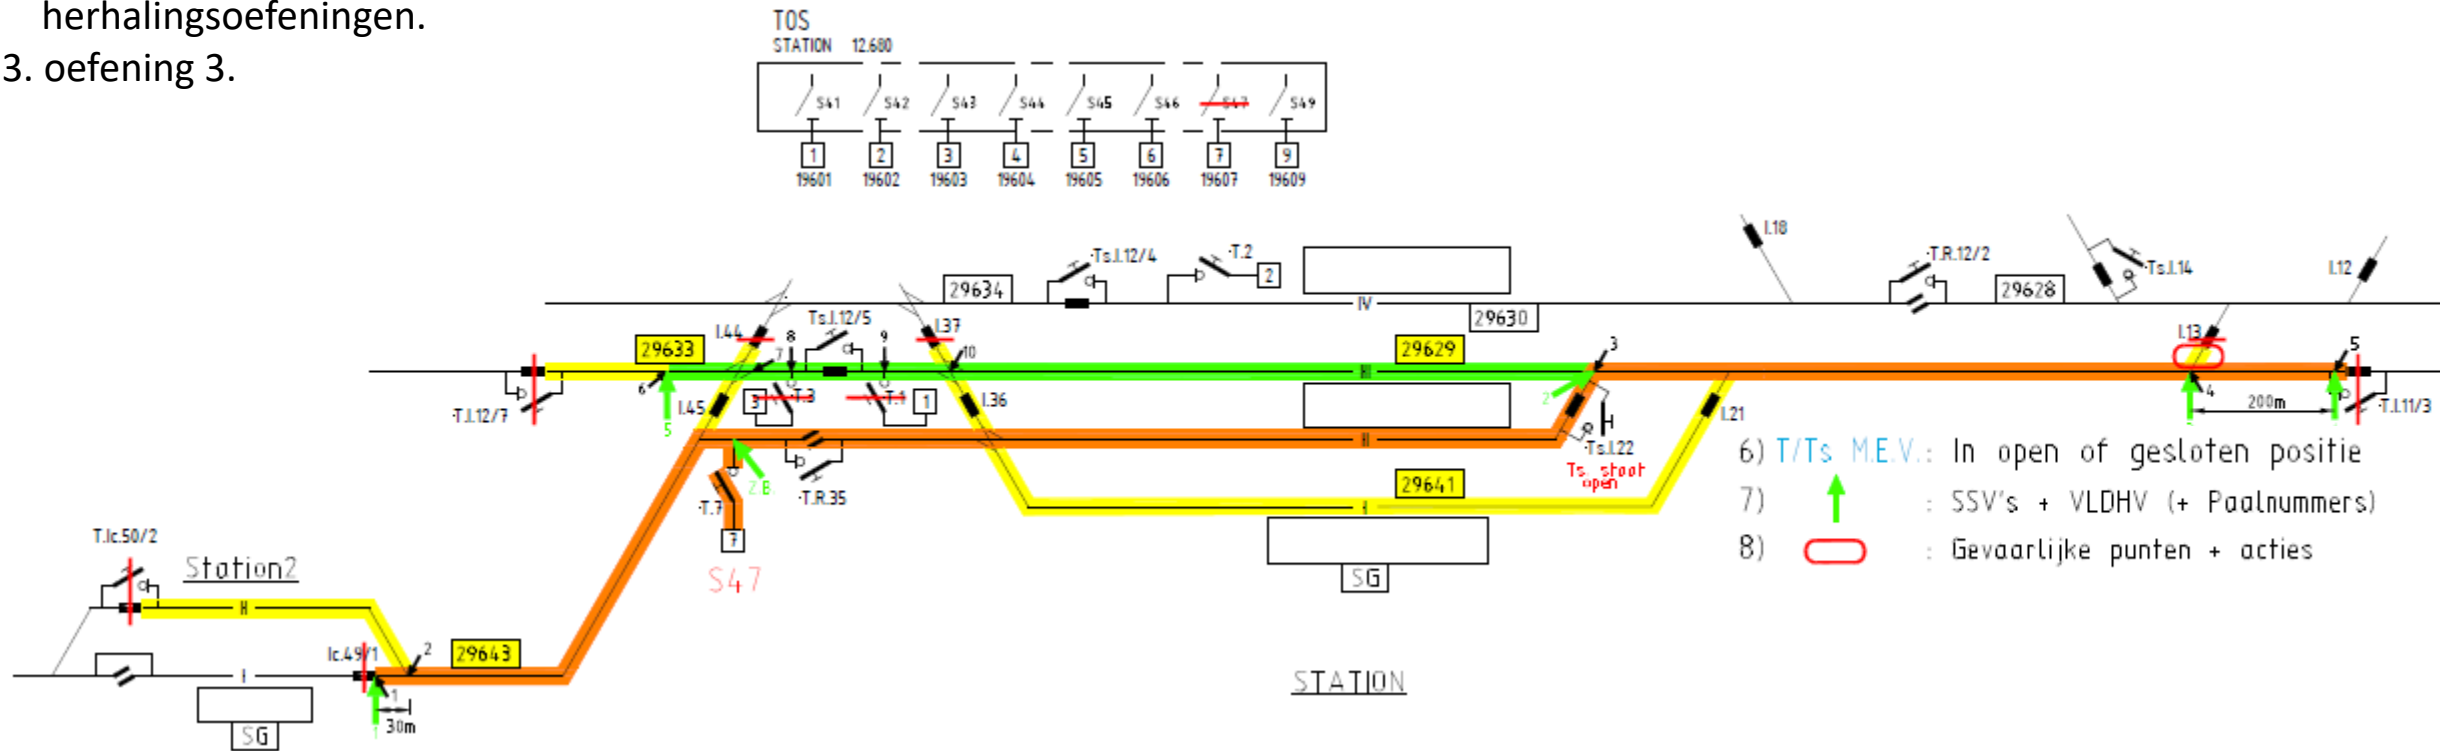 herhalingsoefeningen.
3. oefening 3.
TOS
STATION 12.680
S41 S42 S43 S44 S45 S46 S47 S49
1 2 3 4 5 6 7 9
19601 19602 19603 19604 19605 19606 19607 19609
I.18
T.2
Ts.I.12/4
T.R.12/2
Ts.I.14
I.12
2
29634
29628
IV
29630
Ts.I.12/5
I.44
8
9
I.37
I.13
29633
7
10
29629
3
5
III
6
4
2
3
T.3
T.1
1
I.36
I.45
T.I.12/7
5
I.21
200m
T.I.11/3
II
Ts.I.22
Ts staat
open
2.B.
T.R.35
T.7
29641
I
7
S47
SG
6) T/Ts M.E.V.: In open of gesloten positie
7) : SSV's + VLDHV (+ Paalnummers)
8) : Gevaarlijke punten + acties
T.Ic.50/2
Station2
II
Ic.49/1
2
29643
I
1
30m
SG
STATION